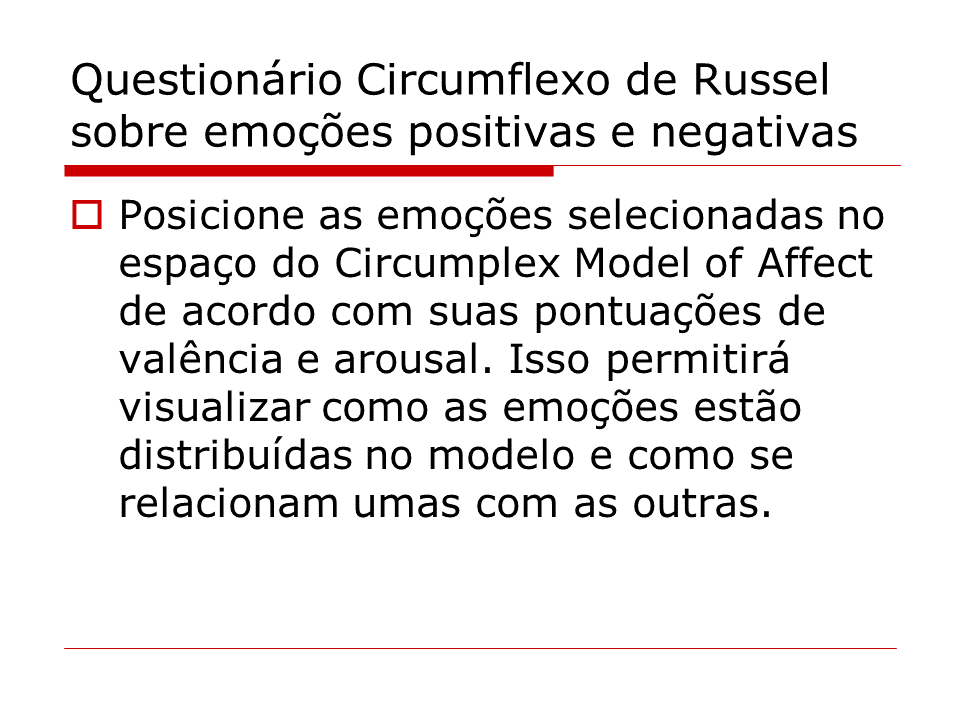 Questionário Circumflexo de Russel
sobre emoções positivas e negativas
Posicione as emoções selecionadas no
espaço do Circumplex Model of Affect
de acordo com suas pontuações de
valência e arousal. Isso permitirá
visualizar como as emoções estão
distribuídas no modelo e como se
relacionam umas com as outras.